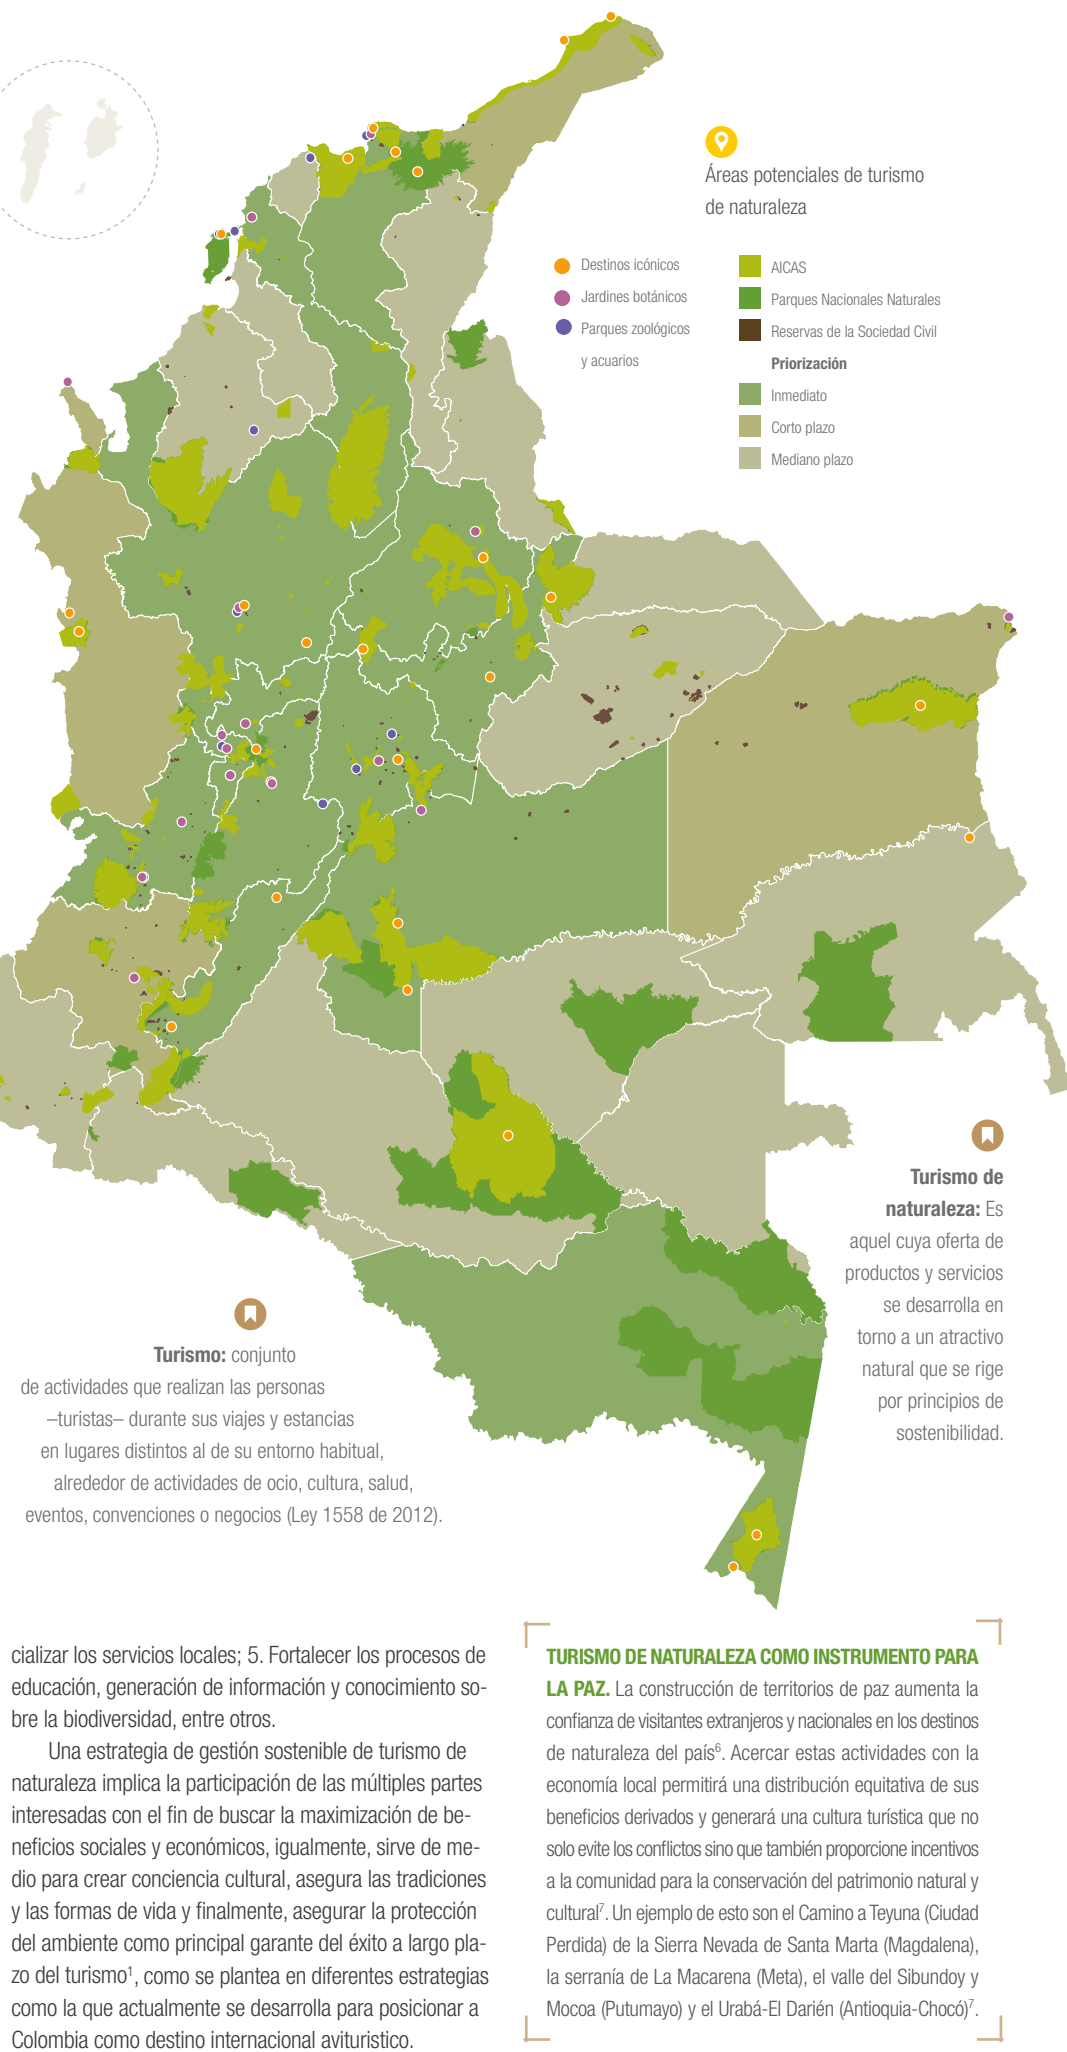 Áreas potenciales de turismo
de naturaleza
Destinos icónicos
Jardines botánicos
Parques zoológicos
y acuarios
AICAS
Parques Nacionales Naturales
Reservas de la Sociedad Civil
Priorización
Inmediato
Corto plazo
Mediano plazo
Turismo de
naturaleza: Es
aquel cuya oferta de
productos y servicios
se desarrolla en
torno a un atractivo
natural que se rige
por principios de
sostenibilidad.
Turismo: conjunto
de actividades que realizan las personas
–turistas– durante sus viajes y estancias
en lugares distintos al de su entorno habitual,
alrededor de actividades de ocio, cultura, salud,
eventos, convenciones o negocios (Ley 1558 de 2012).
cializar los servicios locales; 5. Fortalecer los procesos de
educación, generación de información y conocimiento so-
bre la biodiversidad, entre otros.
Una estrategia de gestión sostenible de turismo de
naturaleza implica la participación de las múltiples partes
interesadas con el fin de buscar la maximización de be-
neficios sociales y económicos, igualmente, sirve de me-
dio para crear conciencia cultural, asegura las tradiciones
y las formas de vida y finalmente, asegurar la protección
del ambiente como principal garante del éxito a largo pla-
zo del turismo¹, como se plantea en diferentes estrategias
como la que actualmente se desarrolla para posicionar a
Colombia como destino internacional avituristico.
TURISMO DE NATURALEZA COMO INSTRUMENTO PARA
LA PAZ. La construcción de territorios de paz aumenta la
confianza de visitantes extranjeros y nacionales en los destinos
de naturaleza del país⁶. Acercar estas actividades con la
economía local permitirá una distribución equitativa de sus
beneficios derivados y generará una cultura turística que no
solo evite los conflictos sino que también proporcione incentivos
a la comunidad para la conservación del patrimonio natural y
cultural⁷. Un ejemplo de esto son el Camino a Teyuna (Ciudad
Perdida) de la Sierra Nevada de Santa Marta (Magdalena),
la serranía de La Macarena (Meta), el valle del Sibundoy y
Mocoa (Putumayo) y el Urabá-El Darién (Antioquia-Chocó)⁷.